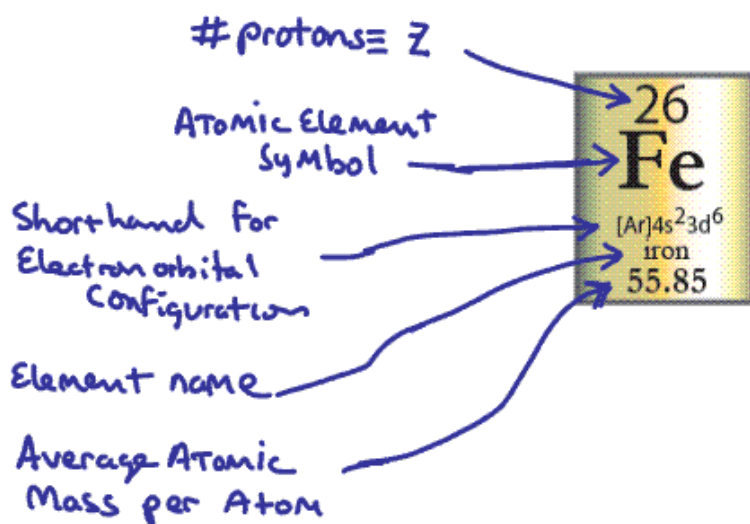 #protons≡ Z
26
Atomic Element
Symbol
Fe
Shorthand for
Electron orbital
Configuration
[Ar]4s²3d⁶
iron
55.85
Element name
Average Atomic
Mass per Atom